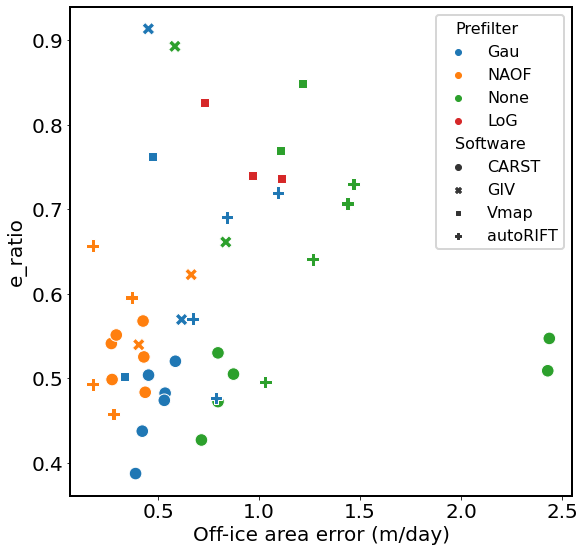 0.9
0.8
0.7
0.6
0.5
0.4
e_ratio
0.5
1.0
1.5
2.0
2.5
Off-ice area error (m/day)
Prefilter
Gau
NAOF
None
LoG
Software
CARST
GIV
Vmap
autoRIFT